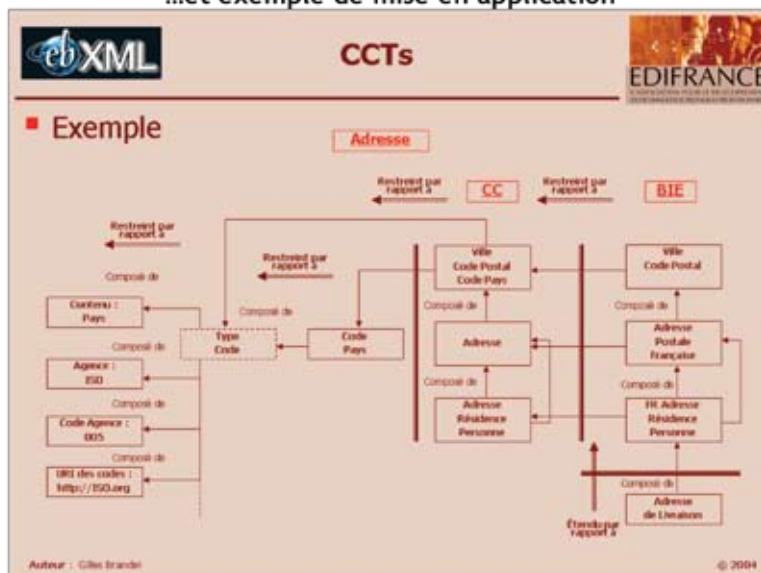 ...et exemple de mise en application
ebXML
CCTs
EDIFRANCE
Exemple
Adresse
Restreint par
rapport à
CC
Restreint par
rapport à
BIE
Restreint par
rapport à
Restreint par
rapport à
Composé de
Contenu :
Pays
Composé de
Agence :
ISO
Composé de
Code Agence :
005
Composé de
URI des codes :
http://ISO.org
Type
Code
Composé de
Code
Pays
Ville
Code Postal
Code Pays
Composé de
Adresse
Composé de
Adresse
Résidence
Personne
Ville
Code Postal
Composé de
Adresse
Postale
Française
Composé de
FR Adresse
Résidence
Personne
Composé de
Adresse
de Livraison
Étendu par
rapport à
Auteur : Gilles Brandel
© 2004